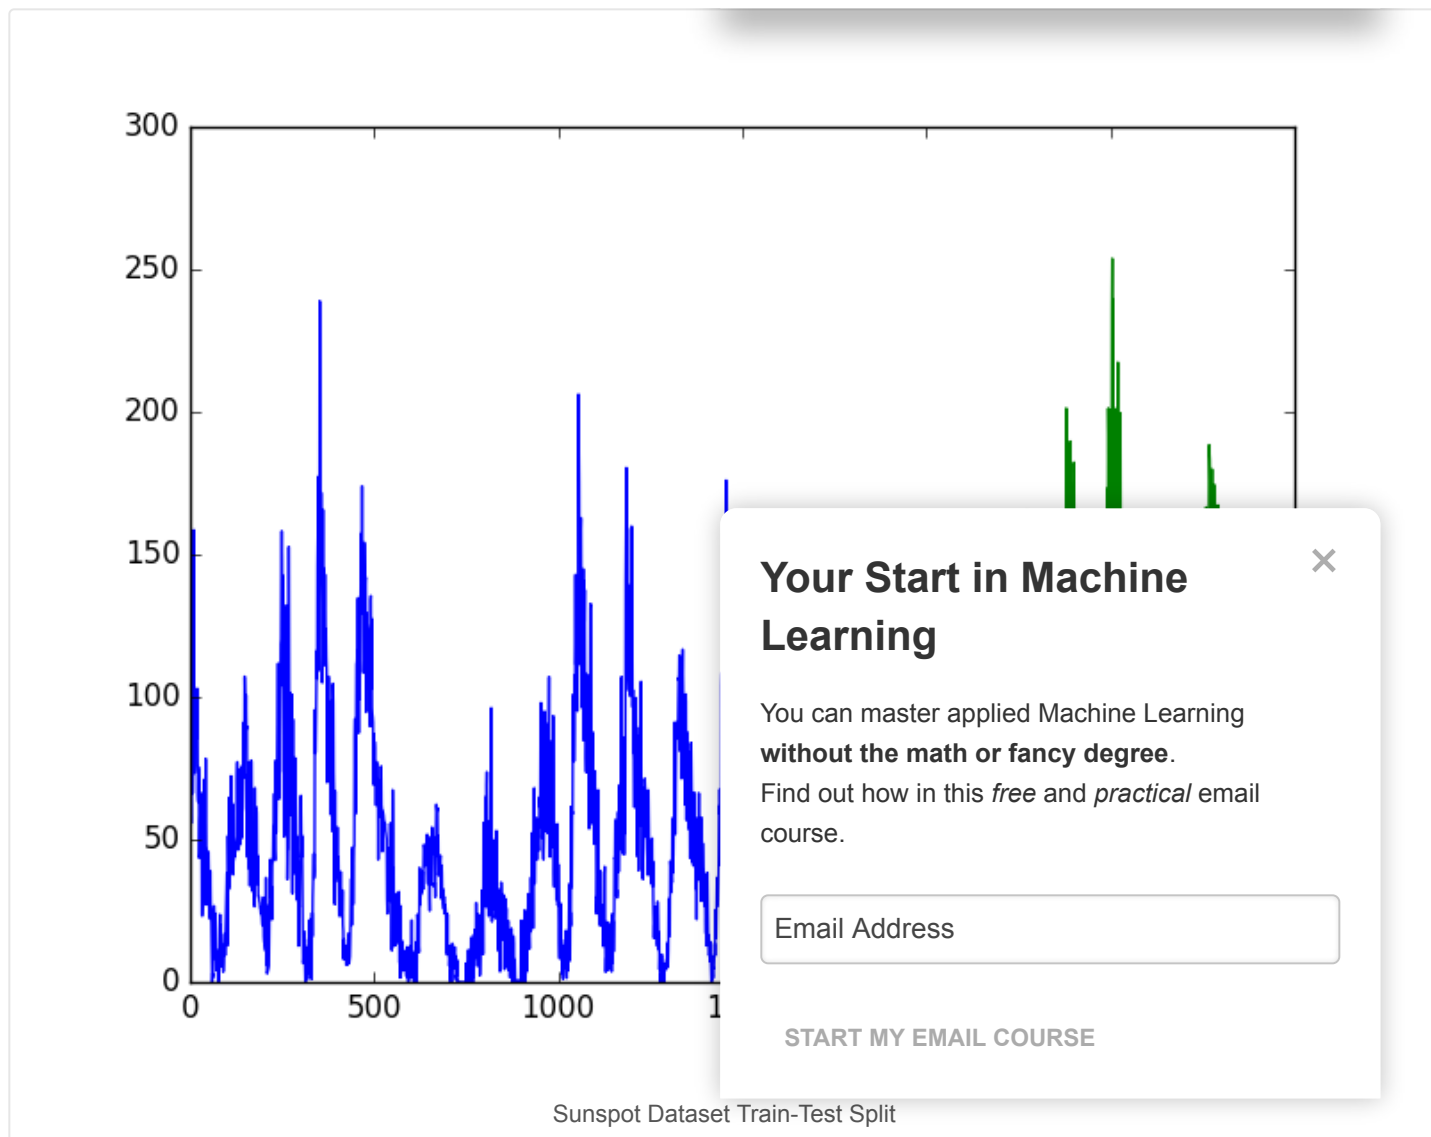 300
250
200
150
100
50
0
0 500 1000 1
Your Start in Machine
Learning
×
You can master applied Machine Learning
without the math or fancy degree.
Find out how in this free and practical email
course.
Email Address
START MY EMAIL COURSE
Sunspot Dataset Train-Test Split